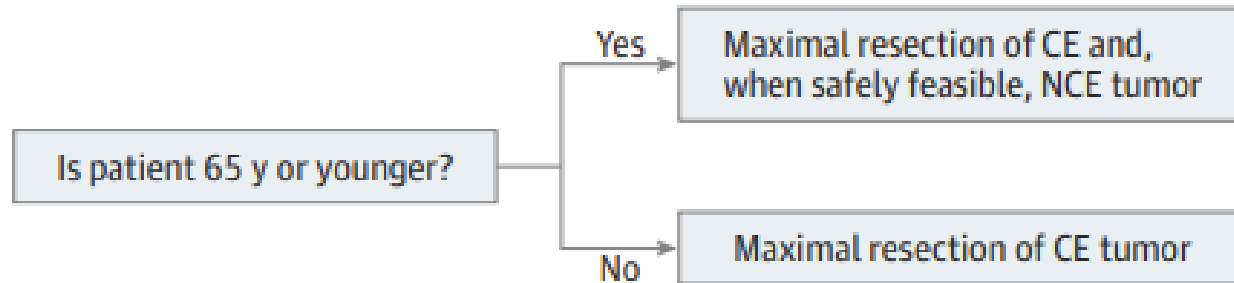 Yes
Maximal resection of CE and,
when safely feasible, NCE tumor
Is patient 65 y or younger?
Maximal resection of CE tumor
No